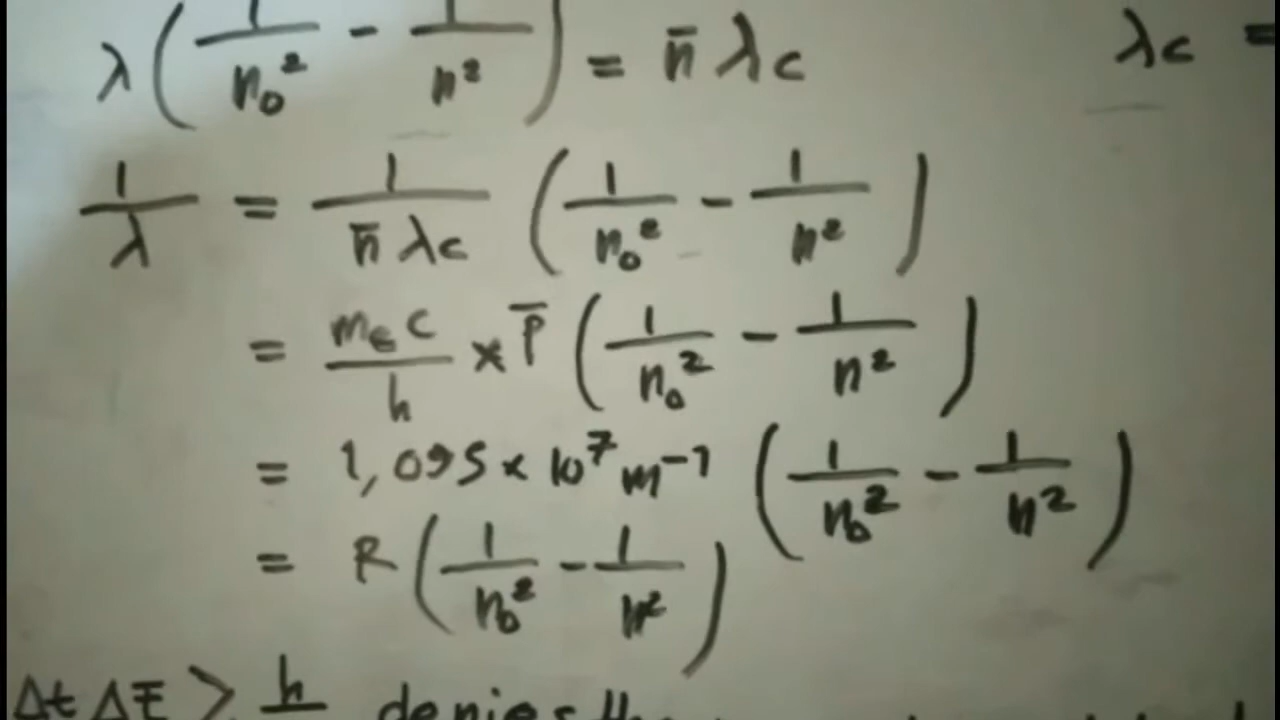 λ(1/n₀² - 1/n²) = n̄ λc
λc =
1/λ = 1/(n̄ λc) (1/n₀² - 1/n²)
= mₑc/h × P̄ (1/n₀² - 1/n²)
= 1,095 × 10⁷ m⁻¹ (1/n₀² - 1/n²)
= R(1/n₀² - 1/n²)
Δt ΔE > h denies